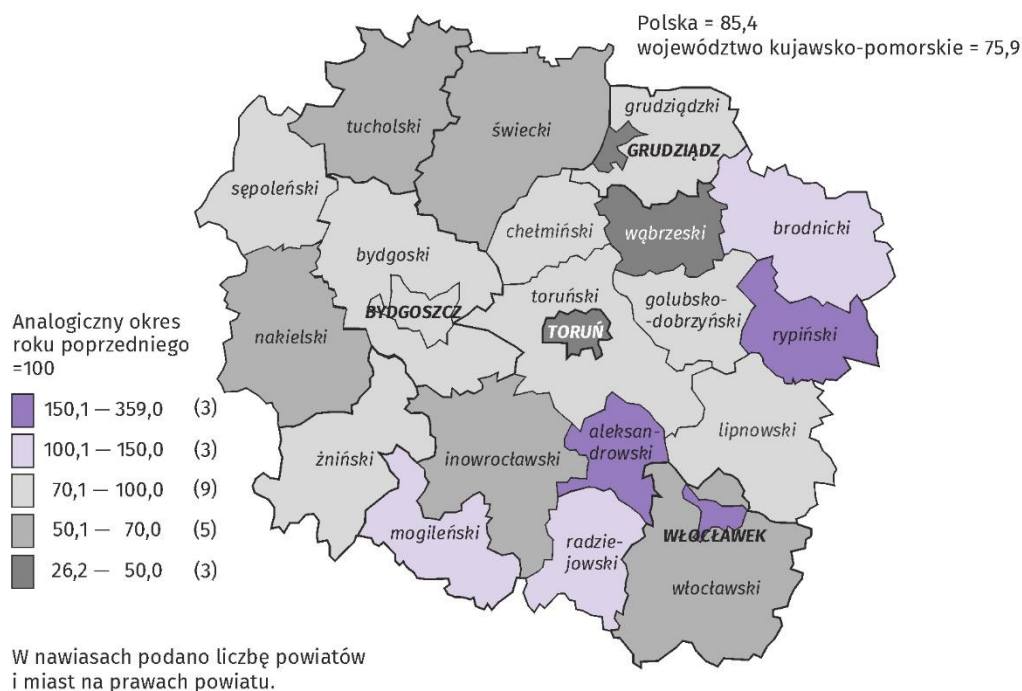 Polska = 85,4
województwo kujawsko-pomorskie = 75,9
grudziądzki
tucholski
świecki
GRUDZIĄDZ
sępoleński
chełmiński
wąbrzeski
brodnicki
bydgoski
toruński
golubsko-
-dobrzyński
BYDGOSZCZ
TORUŃ
nakielski
rypiński
Analogiczny okres
roku poprzedniego
=100
150,1 — 359,0 (3)
100,1 — 150,0 (3)
70,1 — 100,0 (9)
50,1 — 70,0 (5)
26,2 — 50,0 (3)
aleksan-
drowski
lipnowski
żniński
inowrocławski
mogileński
radzie-
jowski
WŁOCŁAWEK
włocławski
W nawiasach podano liczbę powiatów
i miast na prawach powiatu.